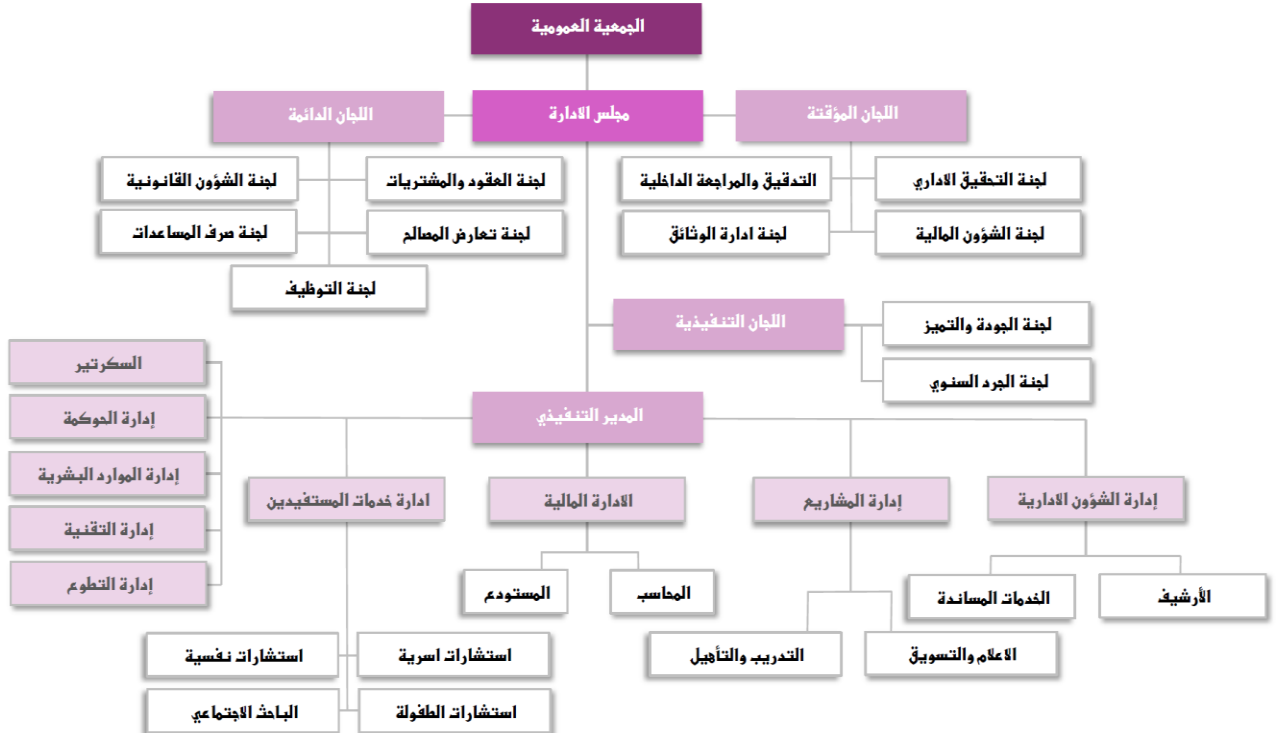 الجمعية العمومية
اللجان المؤقتة
مجلس الادارة
اللجان الدائمة
لجنة التحقيق الاداري
التدقيق والمراجعة الداخلية
لجنة العقود والمشتريات
لجنة الشؤون القانونية
لجنة الشؤون المالية
لجنة ادارة الوثائق
لجنة تعارض المصالح
لجنة صرف المساعدات
لجنة التوظيف
اللجان التنفيذية
لجنة الجودة والتميز
لجنة الجرد السنوي
المدير التنفيذي
السكرتير
إدارة الحوكمة
إدارة الموارد البشرية
إدارة التقنية
إدارة التطوع
إدارة الشؤون الادارية
إدارة المشاريع
الادارة المالية
ادارة خدمات المستفيدين
الأرشيف
الخدمات المساندة
الاعلام والتسويق
التدريب والتأهيل
المحاسب
المستودع
استشارات اسرية
استشارات نفسية
استشارات الطفولة
الباحث الاجتماعي